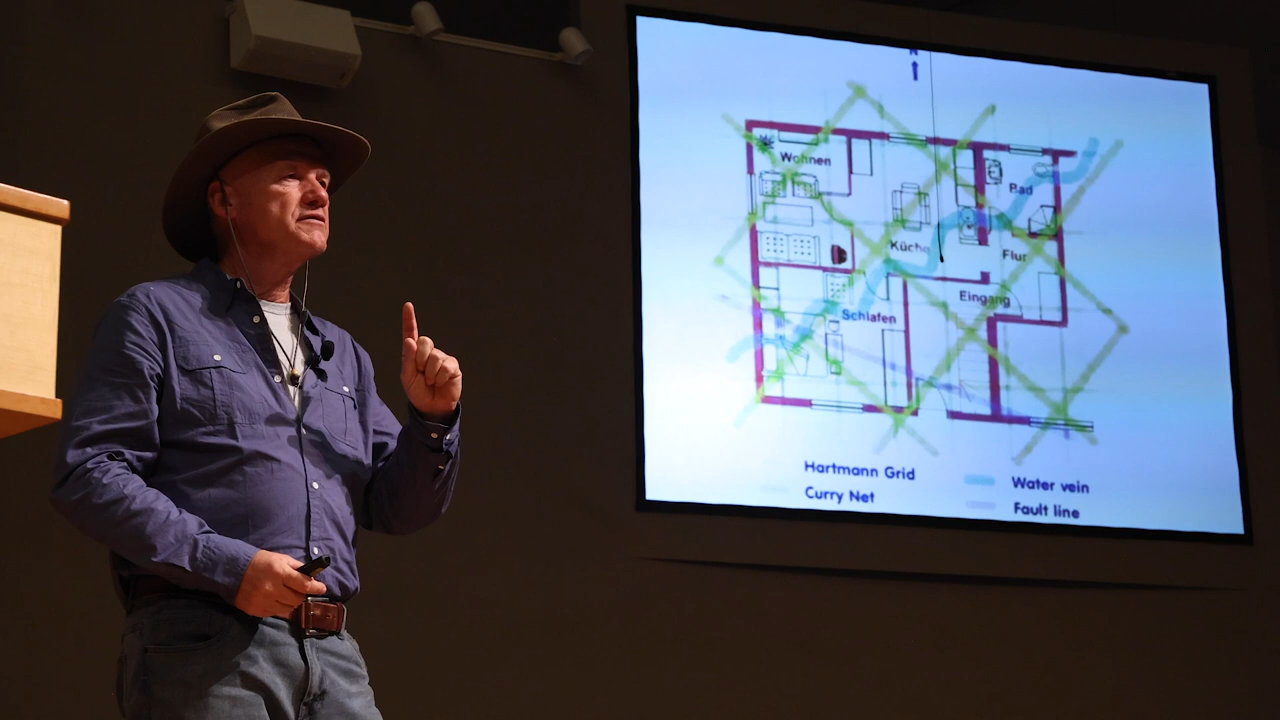 N
Wohnen
Bad
Küche
Flur
Eingang
Schlafen
Hartmann Grid
Water vein
Curry Net
Fault line